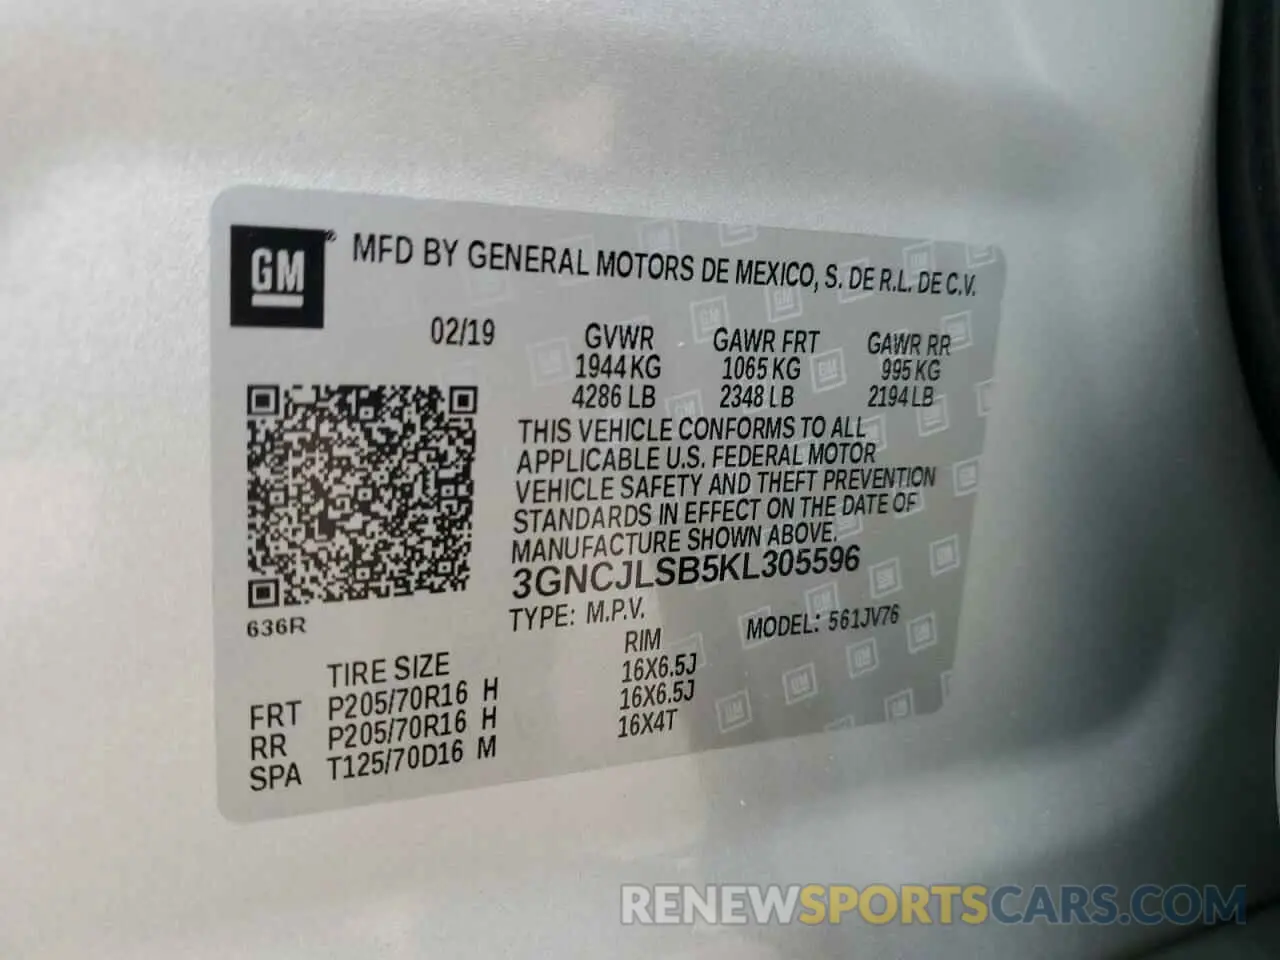 GM® MFD BY GENERAL MOTORS DE MEXICO, S. DE R.L. DE C.V.
02/19 GVWR GAWR FRT GAWR RR
1944 KG 1065 KG 995 KG
4286 LB 2348 LB 2194 LB
THIS VEHICLE CONFORMS TO ALL
APPLICABLE U.S. FEDERAL MOTOR
VEHICLE SAFETY AND THEFT PREVENTION
STANDARDS IN EFFECT ON THE DATE OF
MANUFACTURE SHOWN ABOVE.
3GNCJLSB5KL305596
636R TYPE: M.P.V. MODEL: 561JV76
TIRE SIZE RIM
FRT P205/70R16 H 16X6.5J
RR P205/70R16 H 16X6.5J
SPA T125/70D16 M 16X4T
RENEWSPORTSCARS.COM